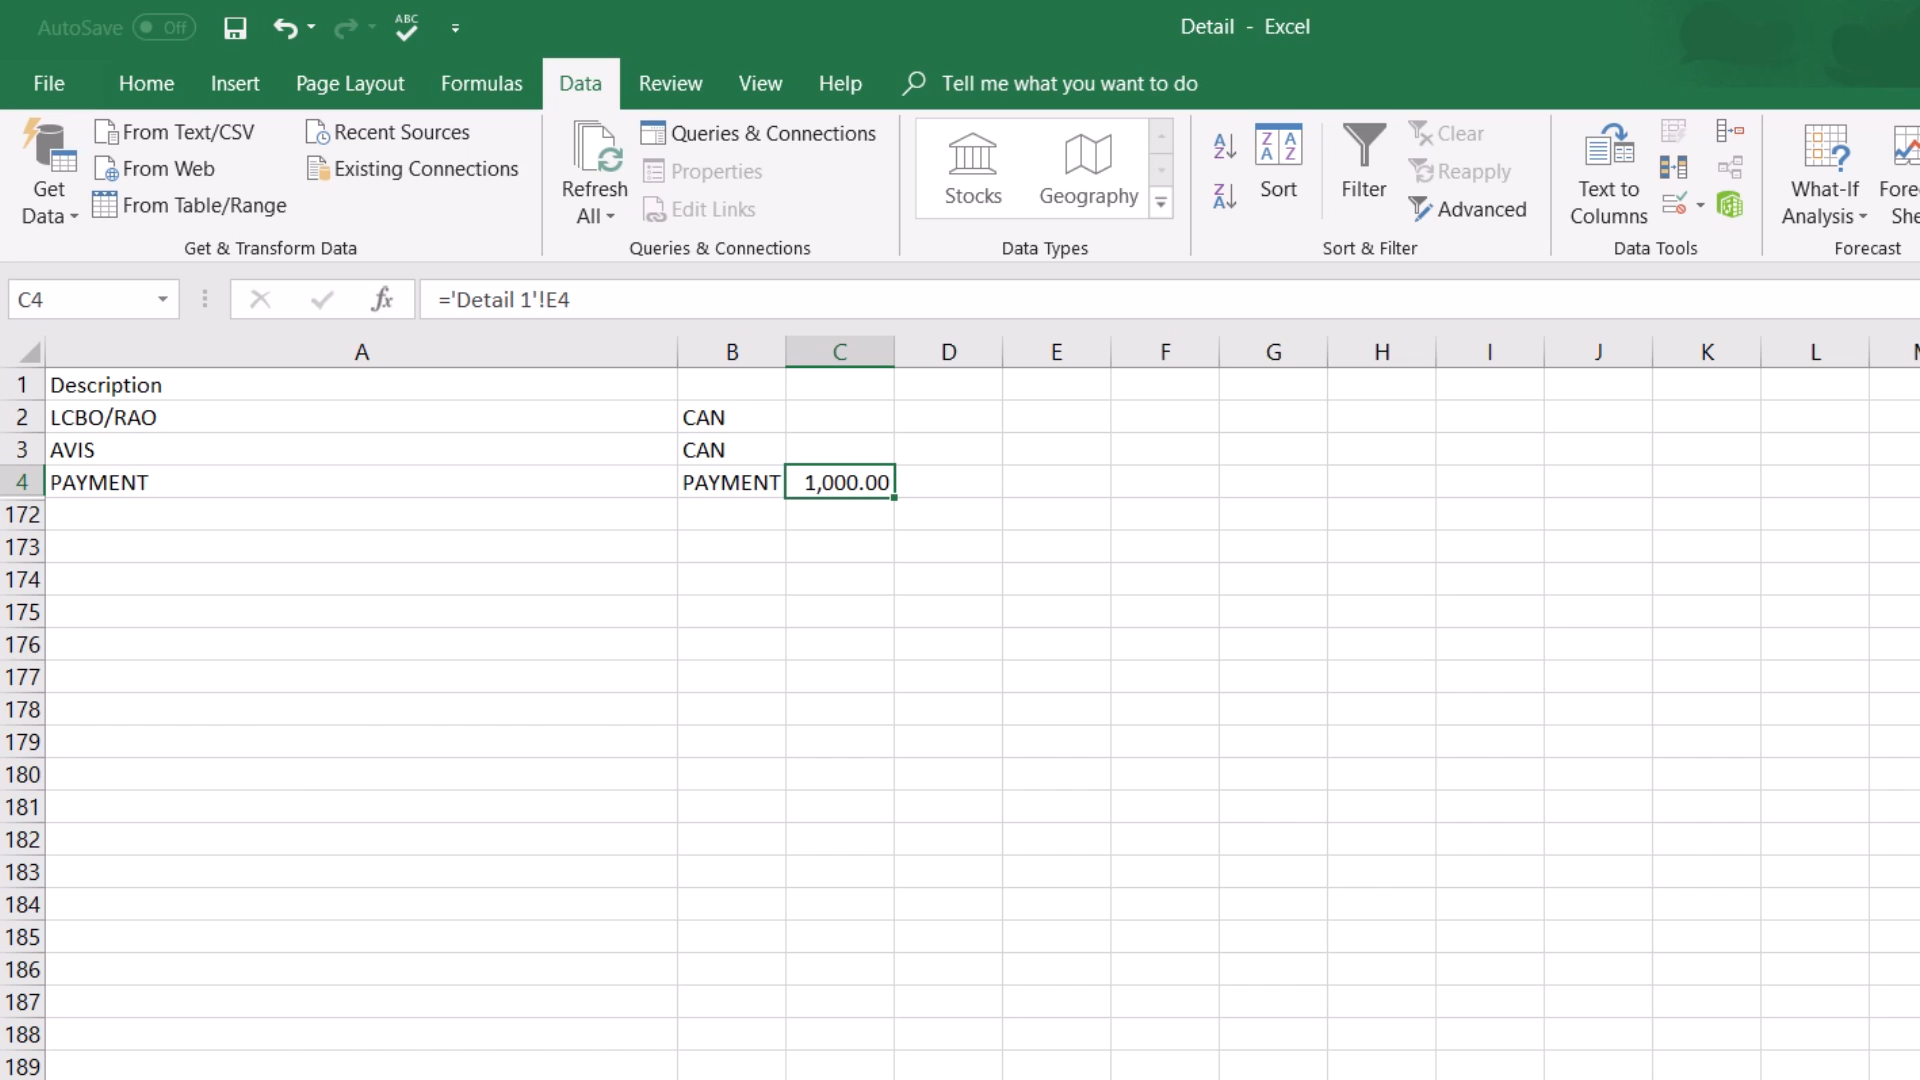 AutoSave Off ABC Detail - Excel
File Home Insert Page Layout Formulas Data Review View Help Tell me what you want to do
Get Data
From Text/CSV
From Web
From Table/Range
Recent Sources
Existing Connections
Get & Transform Data
Refresh All
Queries & Connections
Properties
Edit Links
Queries & Connections
Stocks Geography
Data Types
A Z
Z A
Z A A Z
Sort
Filter
Clear
Reapply
Advanced
Sort & Filter
Text to Columns
Data Tools
What-If Analysis
Fore
She
Forecast
C4 fx ='Detail 1'!E4
A B C D E F G H I J K L
1 Description
2 LCBO/RAO CAN
3 AVIS CAN
4 PAYMENT PAYMENT 1,000.00
172
173
174
175
176
177
178
179
180
181
182
183
184
185
186
187
188
189